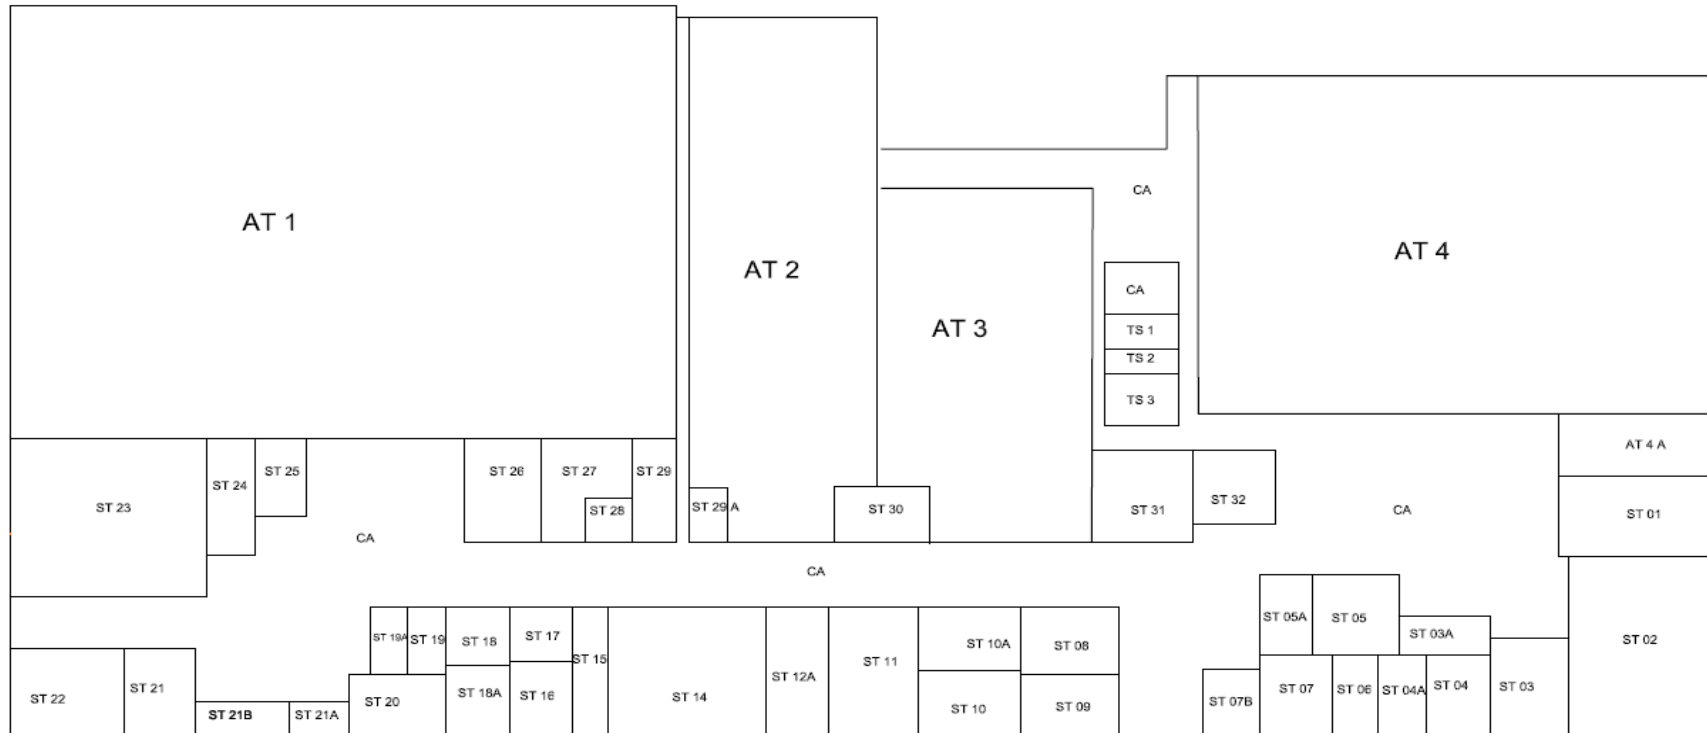 AT 1
AT 2
AT 3
CA
AT 4
CA
TS 1
TS 2
TS 3
AT 4 A
ST 23
ST 24
ST 25
ST 26
ST 27
ST 28
ST 29
ST 29 A
ST 30
ST 31
ST 32
CA
ST 01
CA
CA
ST 19A
ST 19
ST 18
ST 17
ST 15
ST 14
ST 12A
ST 11
ST 10A
ST 08
ST 05A
ST 05
ST 03A
ST 02
ST 22
ST 21
ST 21B
ST 21A
ST 20
ST 18A
ST 16
ST 10
ST 09
ST 07B
ST 07
ST 06
ST 04A
ST 04
ST 03